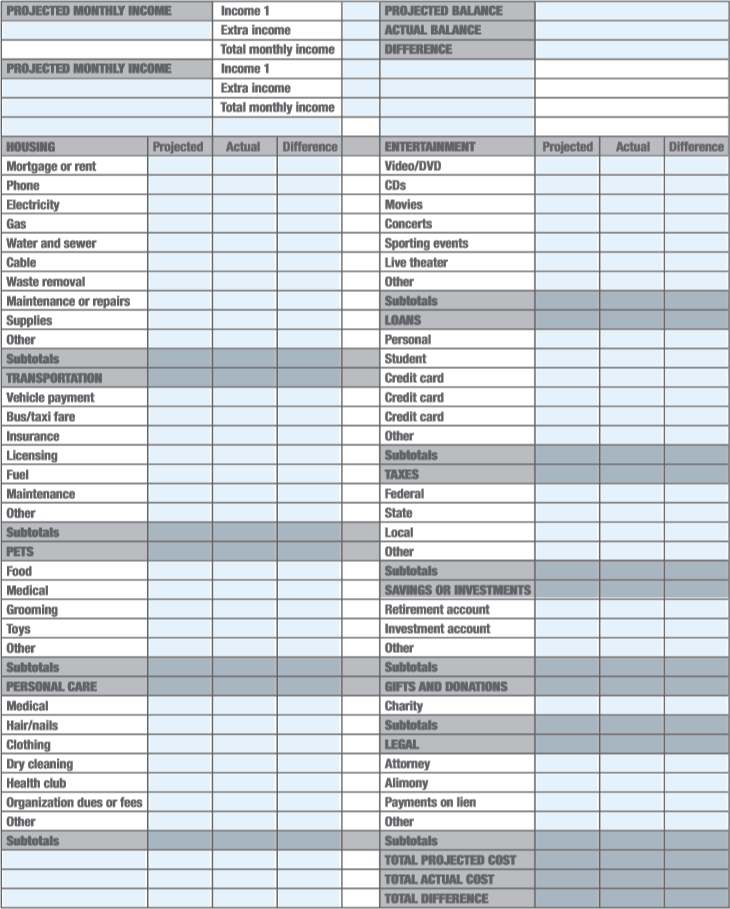 PROJECTED MONTHLY INCOME Income 1 PROJECTED BALANCE
Extra income ACTUAL BALANCE
Total monthly income DIFFERENCE
PROJECTED MONTHLY INCOME Income 1
Extra income
Total monthly income
HOUSING Projected Actual Difference ENTERTAINMENT Projected Actual Difference
Mortgage or rent Video/DVD
Phone CDs
Electricity Movies
Gas Concerts
Water and sewer Sporting events
Cable Live theater
Waste removal Other
Maintenance or repairs Subtotals
Supplies LOANS
Other Personal
Subtotals Student
TRANSPORTATION Credit card
Vehicle payment Credit card
Bus/taxi fare Credit card
Insurance Other
Licensing Subtotals
Fuel TAXES
Maintenance Federal
Other State
Subtotals Local
PETS Other
Food Subtotals
Medical SAVINGS OR INVESTMENTS
Grooming Retirement account
Toys Investment account
Other Other
Subtotals Subtotals
PERSONAL CARE GIFTS AND DONATIONS
Medical Charity
Hair/nails Subtotals
Clothing LEGAL
Dry cleaning Attorney
Health club Alimony
Organization dues or fees Payments on lien
Other Other
Subtotals Subtotals
TOTAL PROJECTED COST
TOTAL ACTUAL COST
TOTAL DIFFERENCE